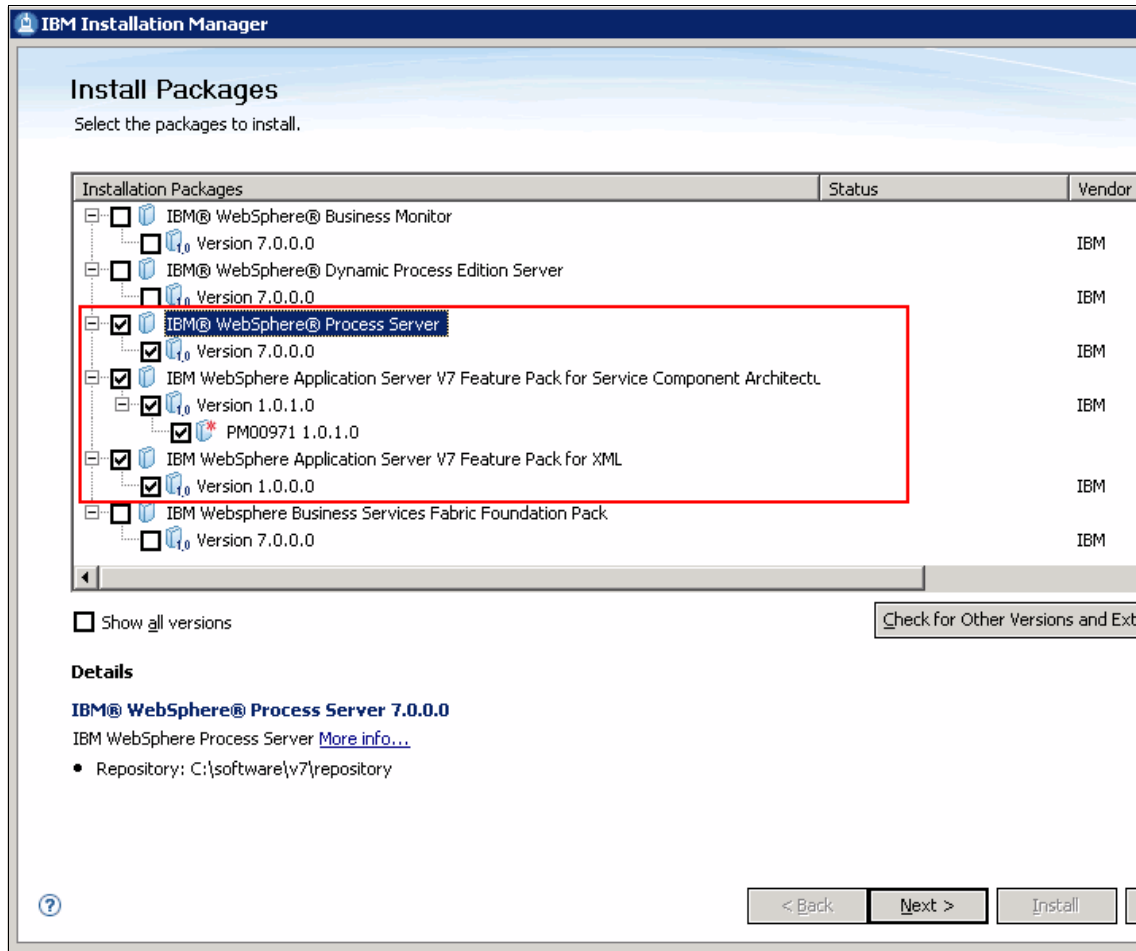 IBM Installation Manager
Install Packages
Select the packages to install.
Installation Packages Status Vendor
IBM® WebSphere® Business Monitor
Version 7.0.0.0 IBM
IBM® WebSphere® Dynamic Process Edition Server
Version 7.0.0.0 IBM
IBM® WebSphere® Process Server
Version 7.0.0.0 IBM
IBM WebSphere Application Server V7 Feature Pack for Service Component Architectu
Version 1.0.1.0 IBM
PM00971 1.0.1.0
IBM WebSphere Application Server V7 Feature Pack for XML
Version 1.0.0.0 IBM
IBM Websphere Business Services Fabric Foundation Pack
Version 7.0.0.0 IBM
Show all versions
Check for Other Versions and Ext
Details
IBM® WebSphere® Process Server 7.0.0.0
IBM WebSphere Process Server More info...
• Repository: C:\software\v7\repository
? < Back Next > Install